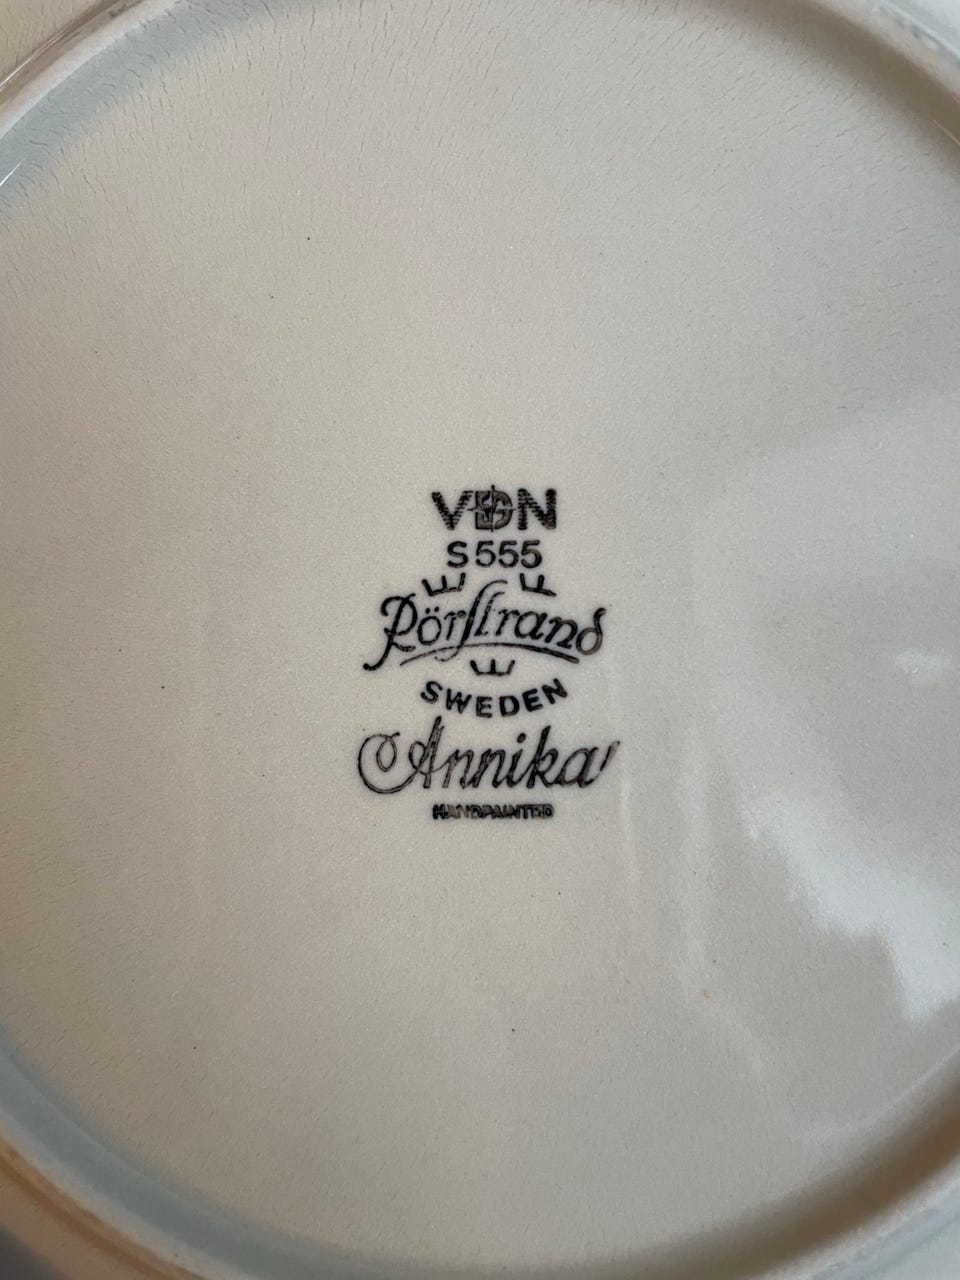 VDN
S555
Rörstrand
SWEDEN
Annika
HANDPAINTED